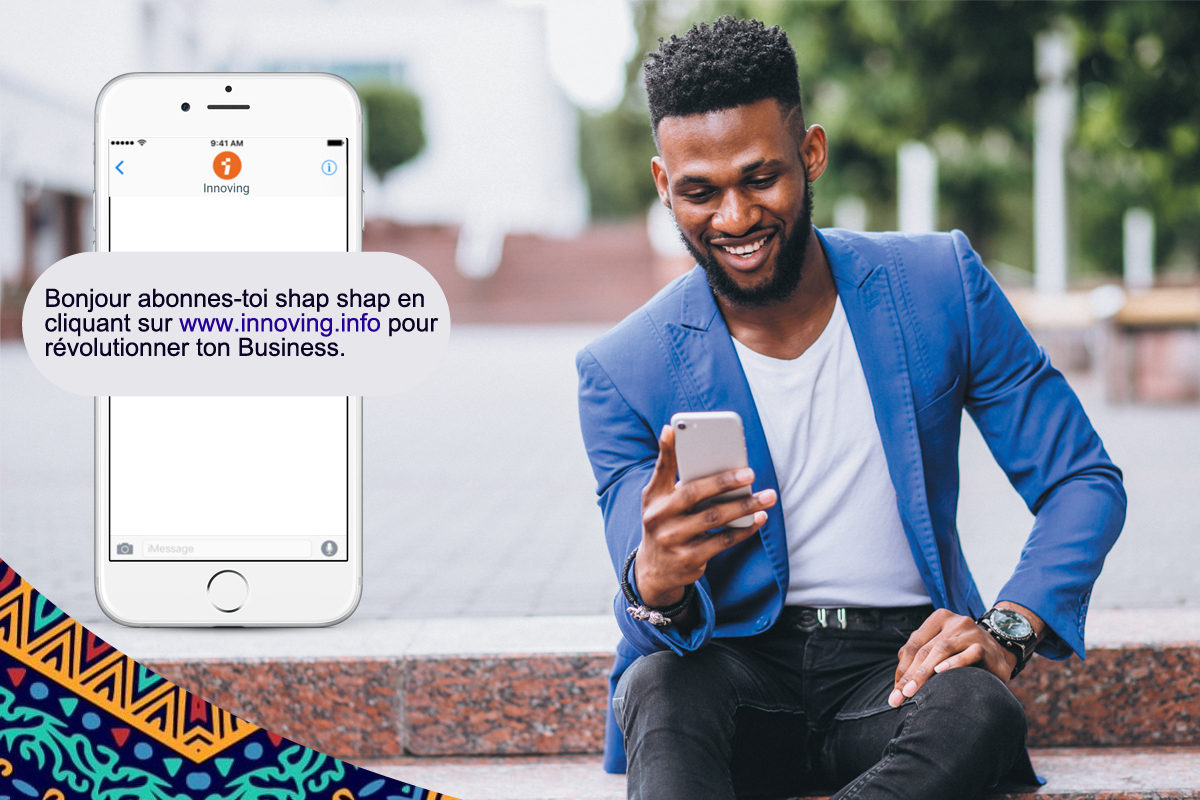 9:41 AM
Innoving
Bonjour abonnes-toi shap shap en
cliquant sur www.innoving.info pour
révolutionner ton Business.
iMessage